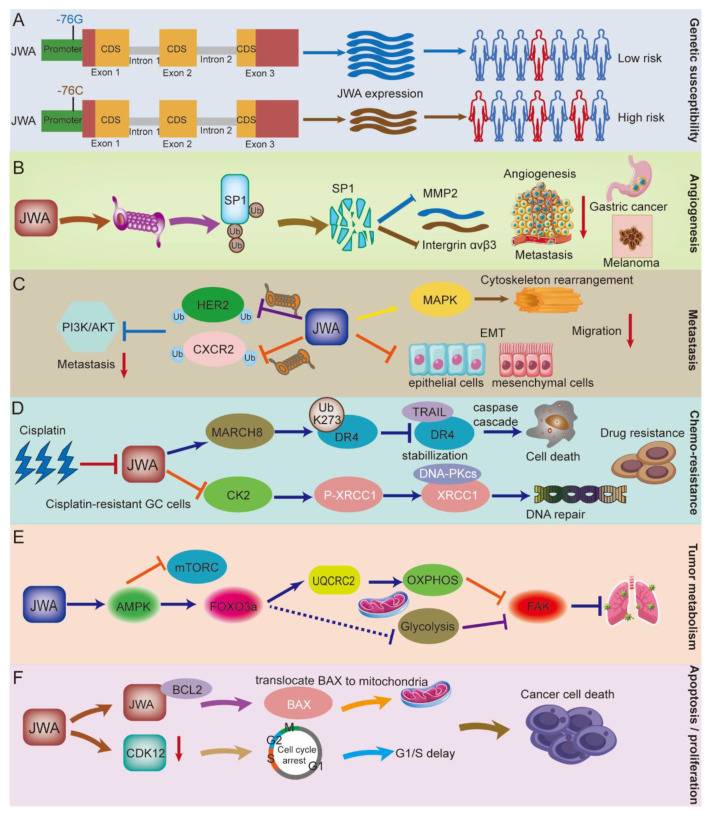 A
-76G
JWA
Promoter
CDS
CDS
CDS
Exon 1
Intron 1
Exon 2
Intron 2
Exon 3
Low risk
JWA expression
-76C
JWA
Promoter
CDS
CDS
CDS
Exon 1
Intron 1
Exon 2
Intron 2
Exon 3
High risk
Genetic susceptibility
B
JWA
SP1
Ub
Ub
Ub
SP1
MMP2
Intergrin αvβ3
Angiogenesis
Metastasis
Gastric cancer
Melanoma
Angiogenesis
C
PI3K/AKT
Metastasis
HER2
Ub
Ub
CXCR2
Ub
Ub
JWA
MAPK
Cytoskeleton rearrangement
EMT
epithelial cells
mesenchymal cells
Migration
Metastasis
D
Cisplatin
JWA
Cisplatin-resistant GC cells
MARCH8
Ub
K273
DR4
TRAIL
DR4
stabillization
caspase
cascade
Cell death
CK2
P-XRCC1
DNA-PKcs
XRCC1
DNA repair
Drug resistance
Chemo-resistance
E
JWA
mTORC
AMPK
FOXO3a
UQCRC2
OXPHOS
Glycolysis
FAK
Tumor metabolism
F
JWA
JWA
BCL2
translocate BAX to mitochondria
BAX
CDK12
M
G2
S
G1
Cell cycle
arrest
G1/S delay
Cancer cell death
Apoptosis / proliferation